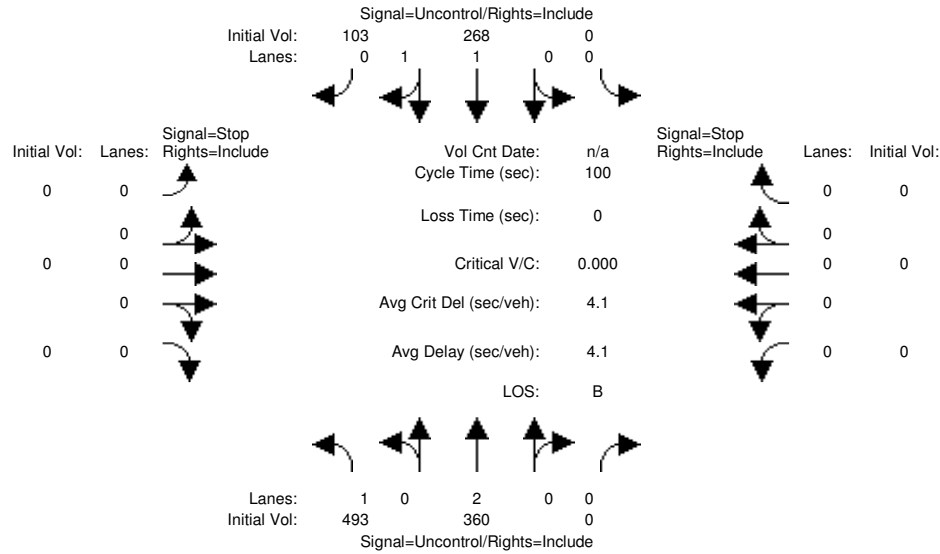 Signal=Uncontrol/Rights=Include
Initial Vol: 103 268 0
Lanes: 0 1 1 0 0
Signal=Stop
Initial Vol: Lanes: Rights=Include
Vol Cnt Date: n/a
Signal=Stop
Rights=Include Lanes: Initial Vol:
Cycle Time (sec): 100
0 0
0 0
Loss Time (sec): 0
0
0
0 0
Critical V/C: 0.000
0 0
0
Avg Crit Del (sec/veh): 4.1
0
0 0
Avg Delay (sec/veh): 4.1
0 0
LOS: B
Lanes: 1 0 2 0 0
Initial Vol: 493 360 0
Signal=Uncontrol/Rights=Include